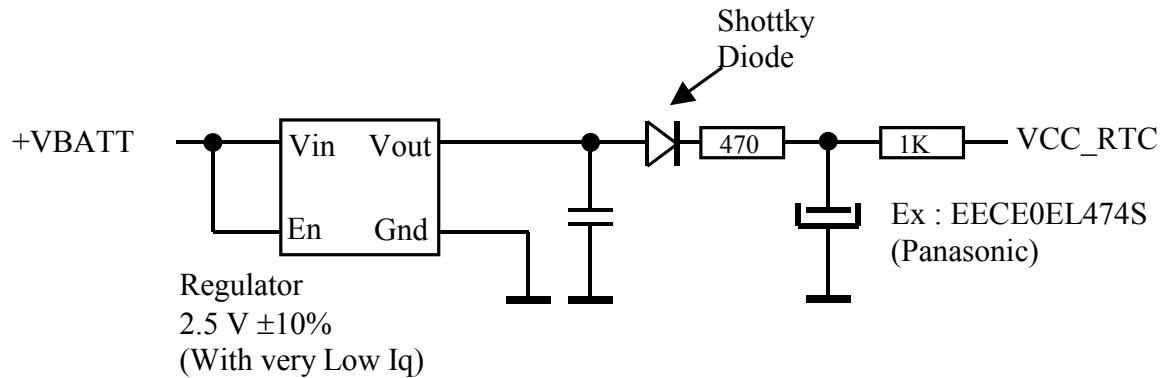 Shottky
Diode
+VBATT
Vin
Vout
470
1K
VCC_RTC
En
Gnd
Ex : EECE0EL474S
(Panasonic)
Regulator
2.5 V ±10%
(With very Low Iq)